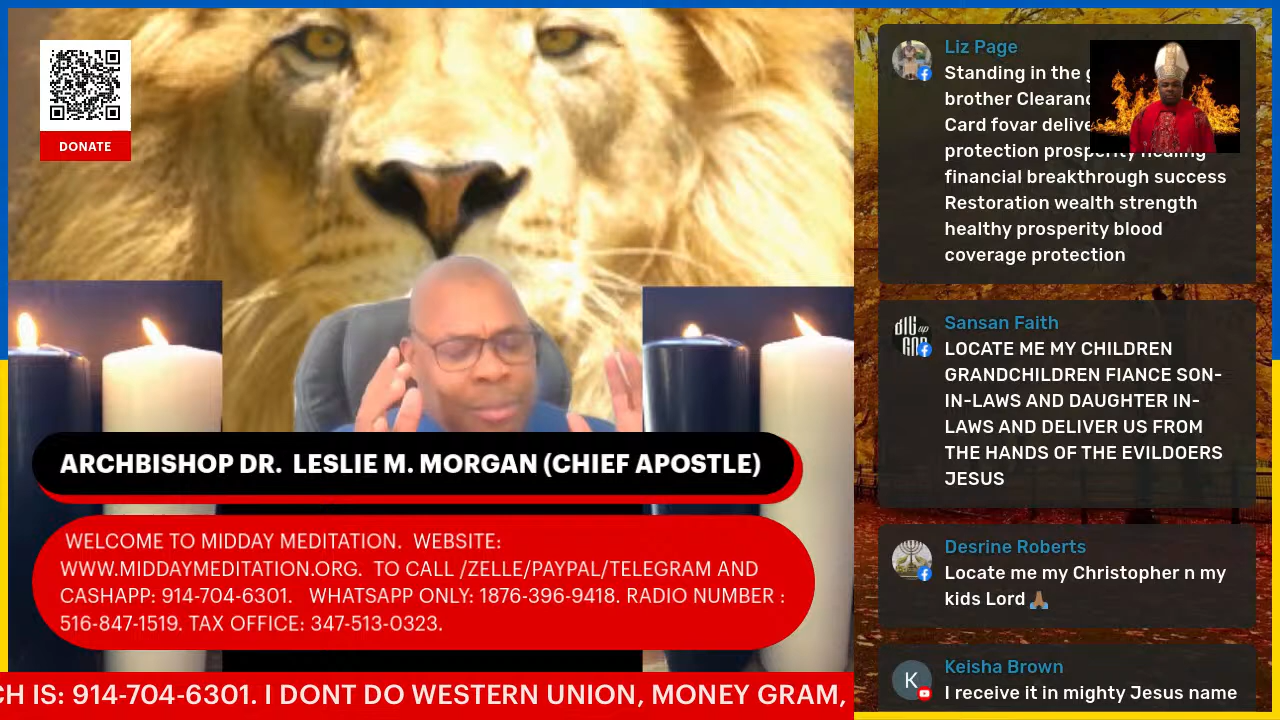 DONATE
ARCHBISHOP DR. LESLIE M. MORGAN (CHIEF APOSTLE)
WELCOME TO MIDDAY MEDITATION. WEBSITE:
WWW.MIDDAYMEDITATION.ORG. TO CALL /ZELLE/PAYPAL/TELEGRAM AND
CASHAPP: 914-704-6301. WHATSAPP ONLY: 1876-396-9418. RADIO NUMBER :
516-847-1519. TAX OFFICE: 347-513-0323.
IS: 914-704-6301. I DONT DO WESTERN UNION, MONEY GRAM,
Liz Page
Standing in the
brother
Card fovar
protection prosperity healing
financial breakthrough success
Restoration wealth strength
healthy prosperity blood
coverage protection
Sansan Faith
LOCATE ME MY CHILDREN
GRANDCHILDREN FIANCE SON-
IN-LAWS AND DAUGHTER IN-
LAWS AND DELIVER US FROM
THE HANDS OF THE EVILDOERS
JESUS
Desrine Roberts
Locate me my Christopher n my
kids Lord 🙏🏽
K
Keisha Brown
I receive it in mighty Jesus name